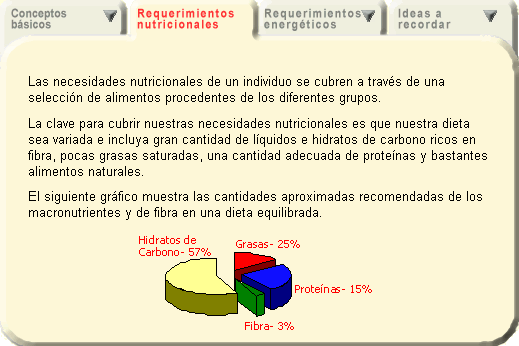 Conceptos
básicos
Requerimientos
nutricionales
Requerimientos
energéticos
Ideas a
recordar
Las necesidades nutricionales de un individuo se cubren a través de una
selección de alimentos procedentes de los diferentes grupos.
La clave para cubrir nuestras necesidades nutricionales es que nuestra dieta
sea variada e incluya gran cantidad de líquidos e hidratos de carbono ricos en
fibra, pocas grasas saturadas, una cantidad adecuada de proteínas y bastantes
alimentos naturales.
El siguiente gráfico muestra las cantidades aproximadas recomendadas de los
macronutrientes y de fibra en una dieta equilibrada.
Hidratos de
Carbono- 57%
Grasas- 25%
Proteínas- 15%
Fibra- 3%